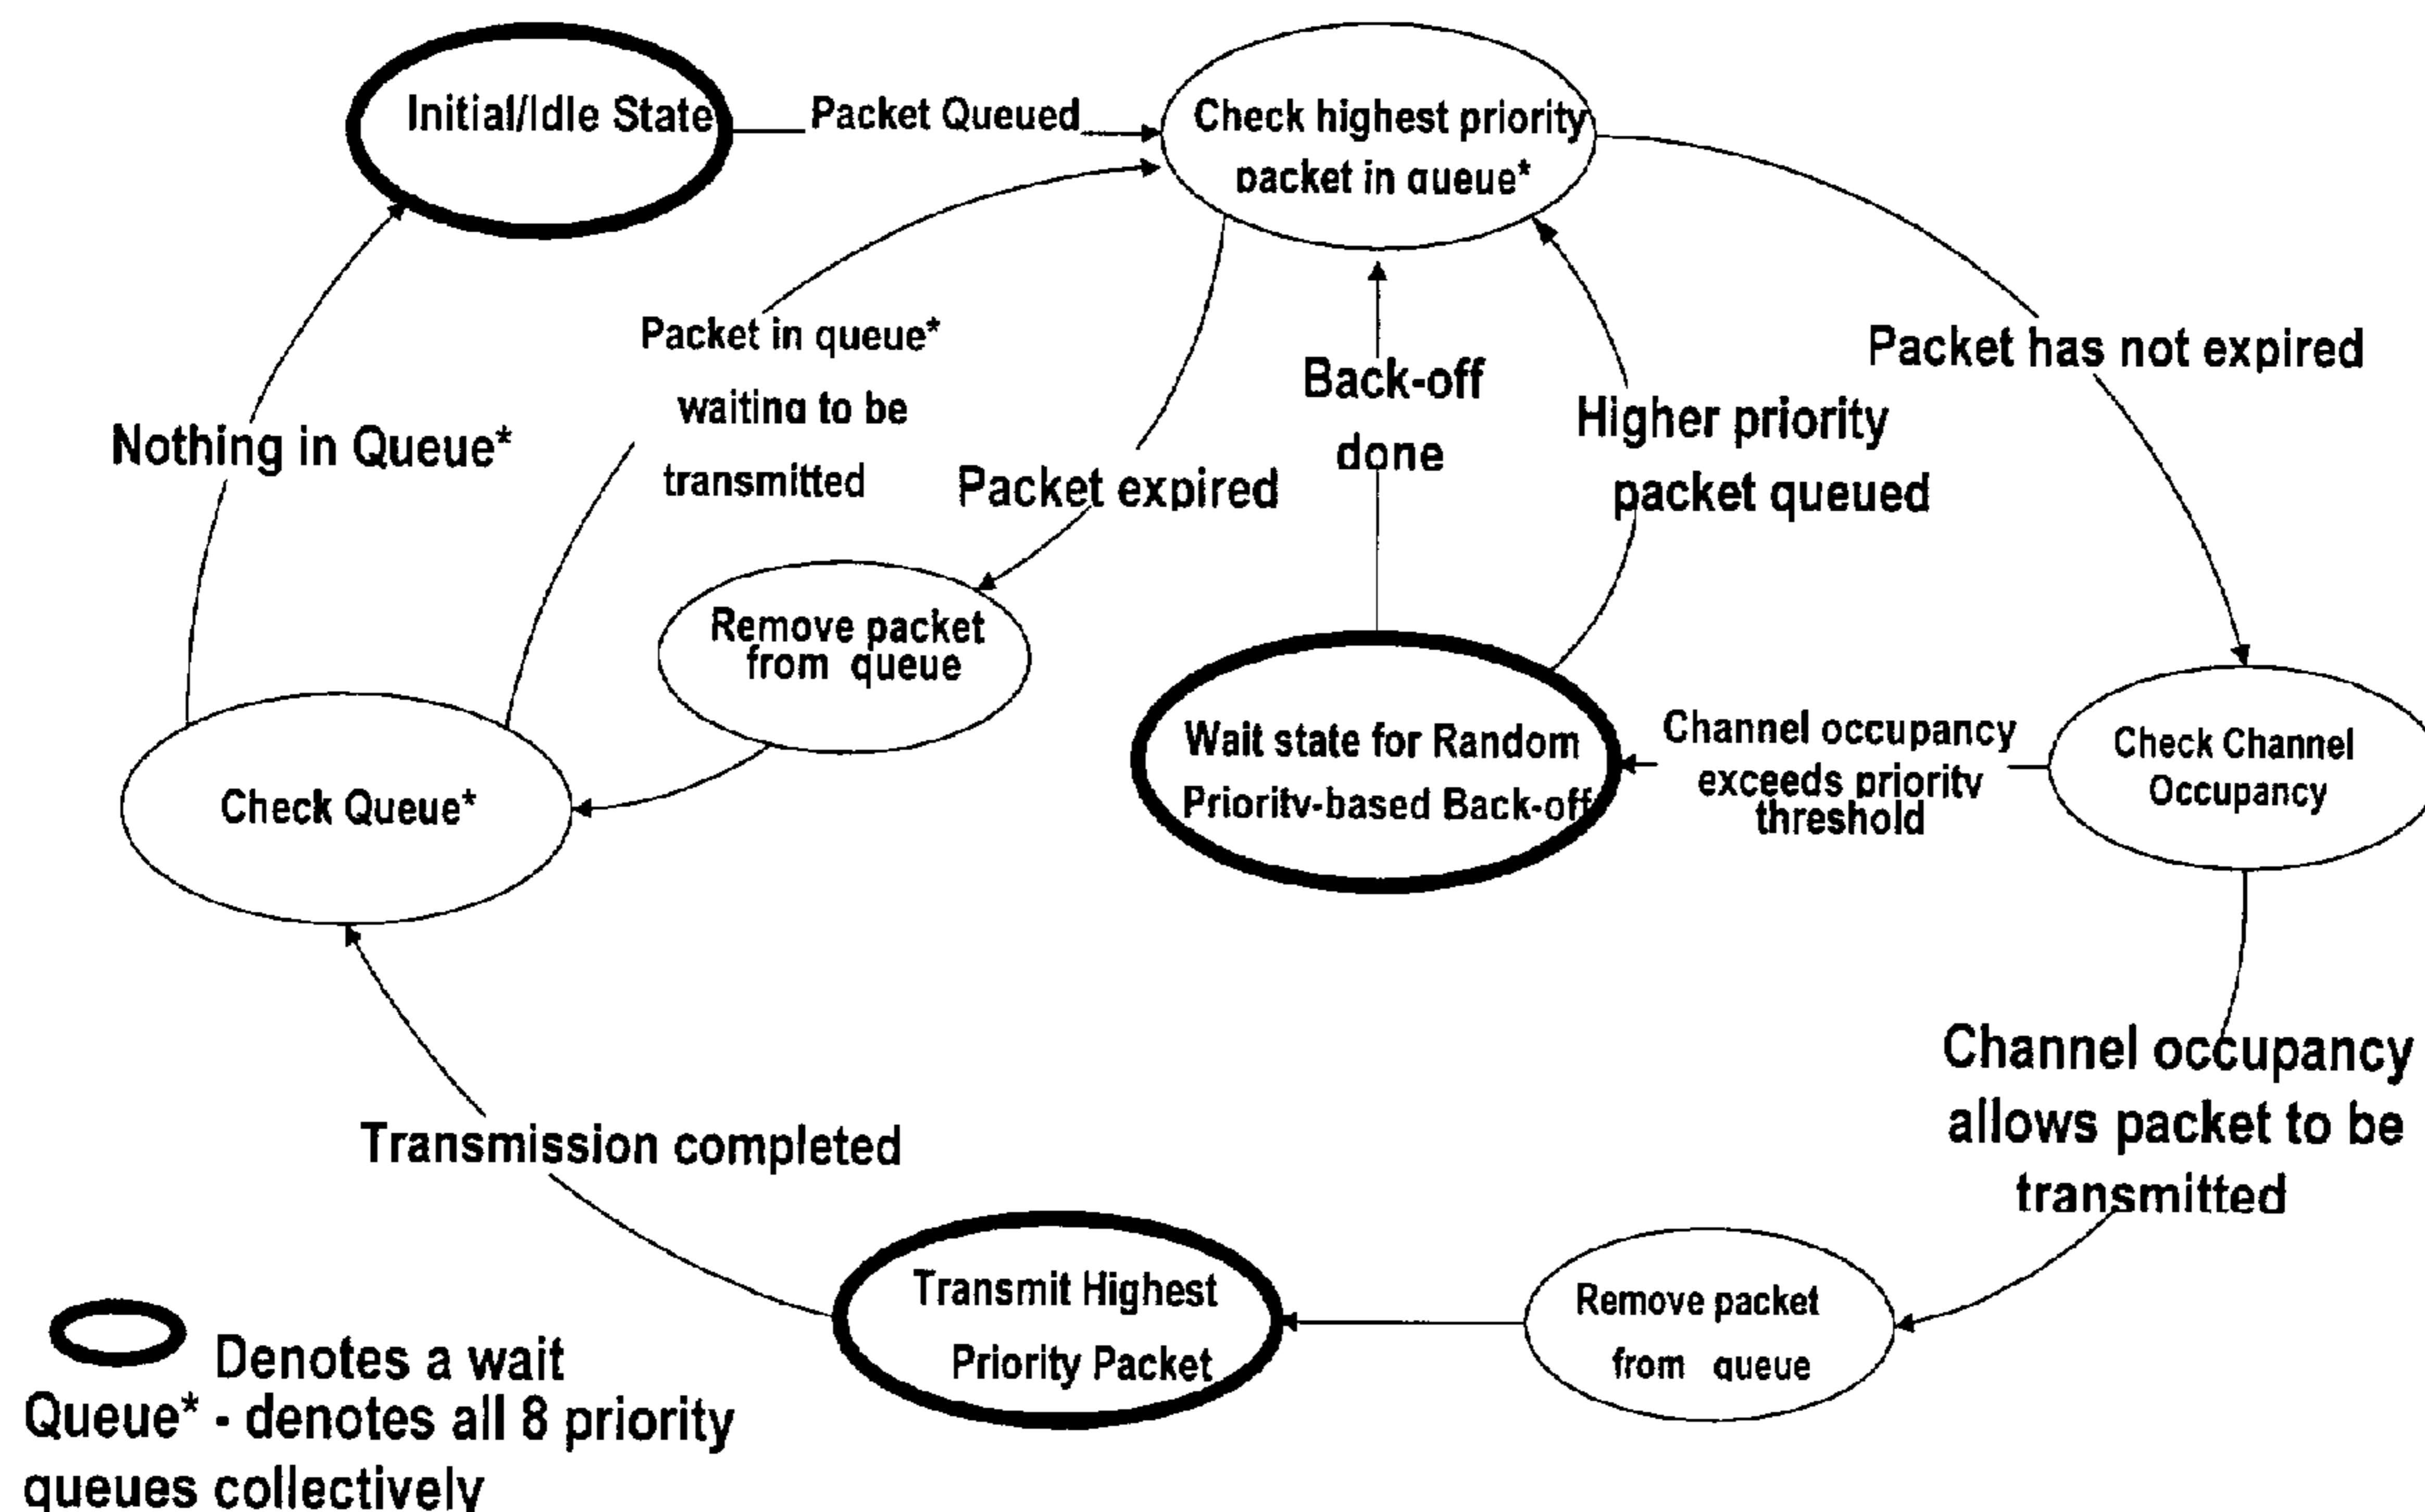 Initial/Idle State
Packet Queued
Check highest priority
packet in queue*
Packet has not expired
Packet in queue*
waiting to be
transmitted
Nothing in Queue*
Packet expired
Back-off
done
Higher priority
packet queued
Remove packet
from queue
Check Queue*
Wait state for Random
Priority-based Back-off
Channel occupancy
exceeds priority
threshold
Check Channel
Occupancy
Channel occupancy
allows packet to be
transmitted
Transmission completed
Transmit Highest
Priority Packet
Remove packet
from queue
Denotes a wait
Queue* - denotes all 8 priority
queues collectively